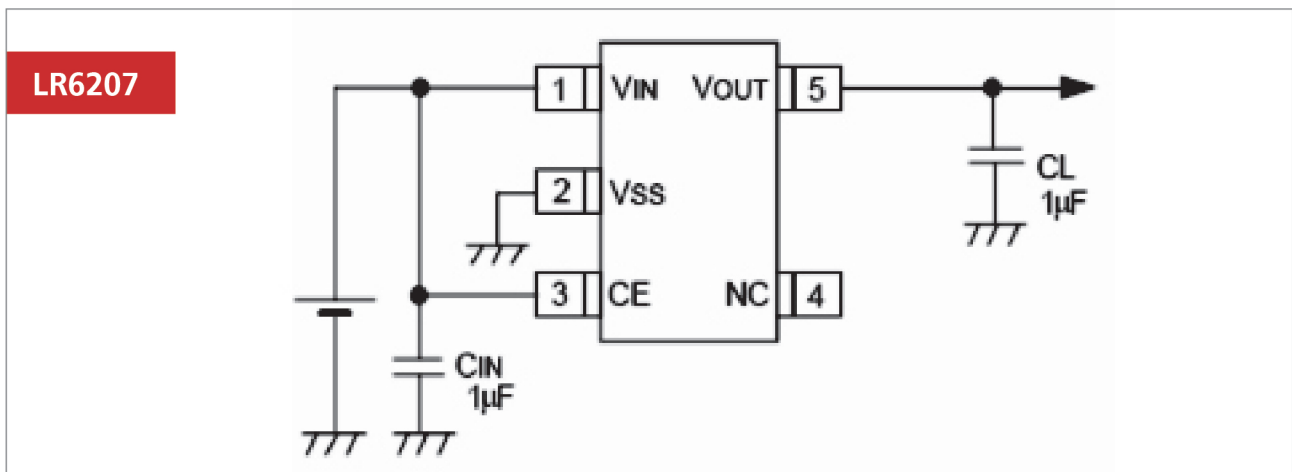 LR6207
1 VIN VOUT 5
2 VSS
3 CE NC 4
CL
1μF
CIN
1μF